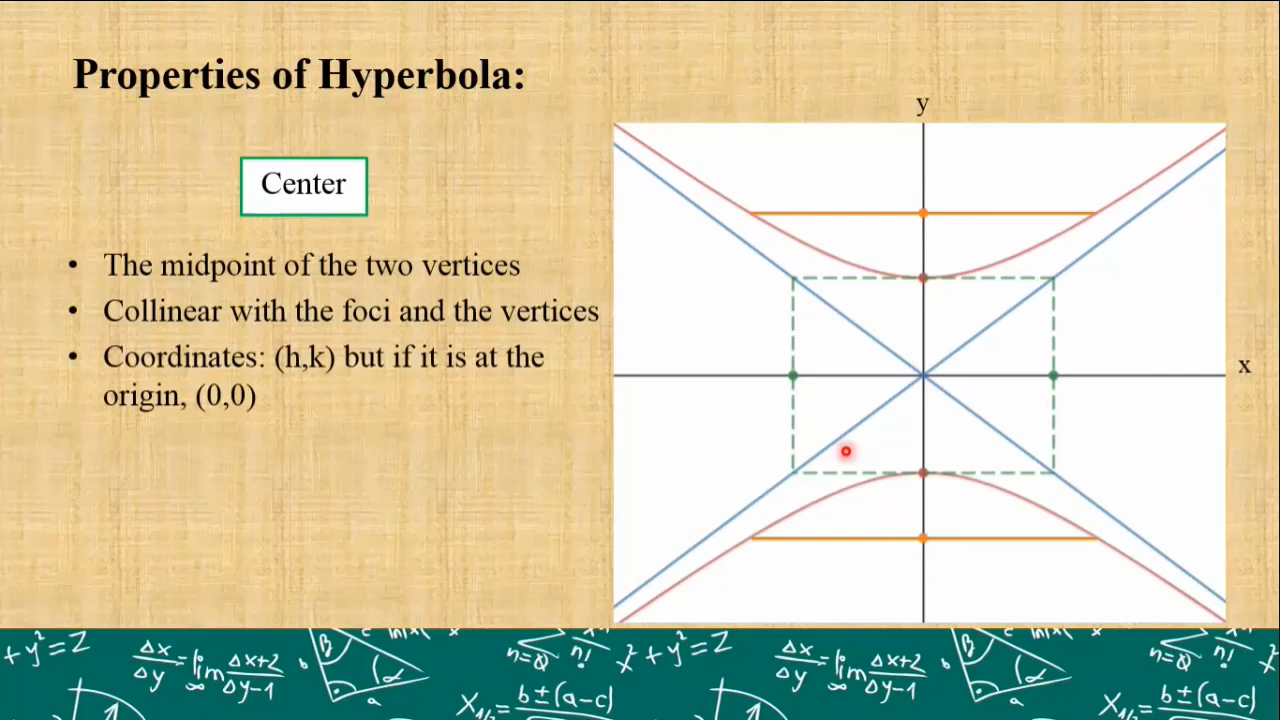 Properties of Hyperbola:
Center
• The midpoint of the two vertices
• Collinear with the foci and the vertices
• Coordinates: (h,k) but if it is at the
origin, (0,0)
y
x